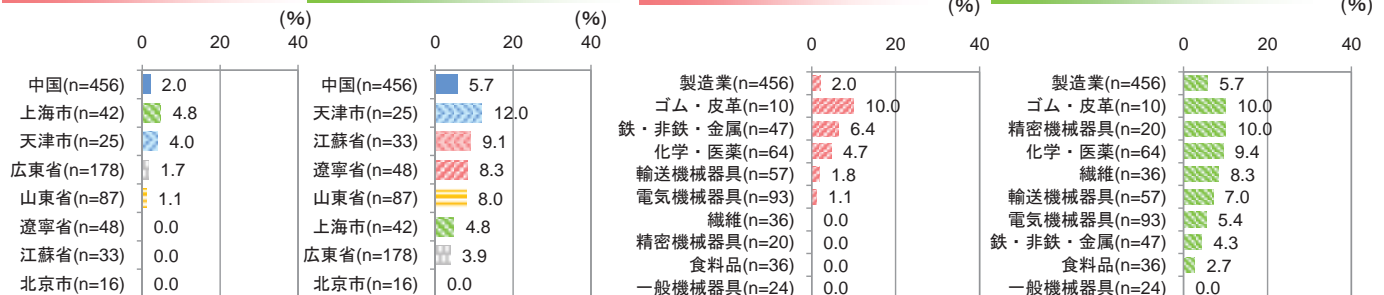 (%)
0 20 40
中国(n=456) 2.0
上海市(n=42) 4.8
天津市(n=25) 4.0
広東省(n=178) 1.7
山東省(n=87) 1.1
遼寧省(n=48) 0.0
江蘇省(n=33) 0.0
北京市(n=16) 0.0
(%)
0 20 40
中国(n=456) 5.7
天津市(n=25) 12.0
江蘇省(n=33) 9.1
遼寧省(n=48) 8.3
山東省(n=87) 8.0
上海市(n=42) 4.8
広東省(n=178) 3.9
北京市(n=16) 0.0
(%)
0 20 40
製造業(n=456) 2.0
ゴム・皮革(n=10) 10.0
鉄・非鉄・金属(n=47) 6.4
化学・医薬(n=64) 4.7
輸送機械器具(n=57) 1.8
電気機械器具(n=93) 1.1
繊維(n=36) 0.0
精密機械器具(n=20) 0.0
食料品(n=36) 0.0
一般機械器具(n=24) 0.0
(%)
0 20 40
製造業(n=456) 5.7
ゴム・皮革(n=10) 10.0
精密機械器具(n=20) 10.0
化学・医薬(n=64) 9.4
繊維(n=36) 8.3
輸送機械器具(n=57) 7.0
電気機械器具(n=93) 5.4
鉄・非鉄・金属(n=47) 4.3
食料品(n=36) 2.7
一般機械器具(n=24) 0.0